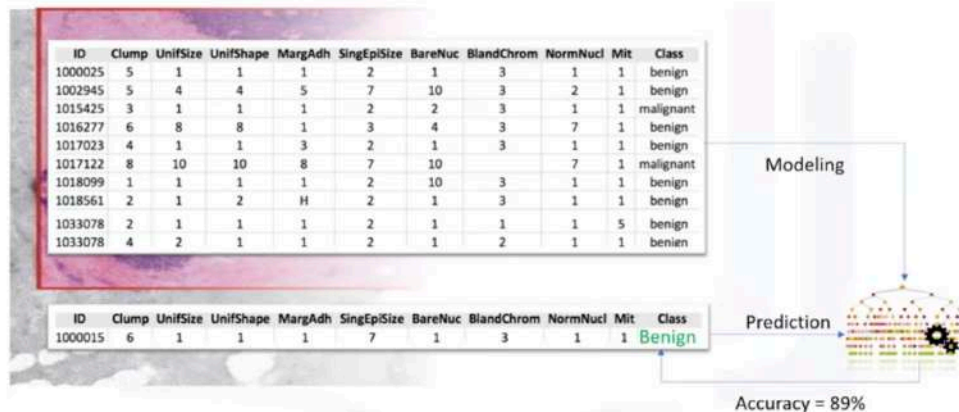 ID Clump UnifSize UnifShape MargAdh SingEpiSize BareNuc BlandChrom NormNucl Mit Class
1000025 5 1 1 1 2 1 3 1 1 benign
1002945 5 4 4 5 7 10 3 2 1 benign
1015425 3 1 1 1 2 2 3 1 1 malignant
1016277 6 8 8 1 3 4 3 7 1 benign
1017023 4 1 1 3 2 1 3 1 1 benign
1017122 8 10 10 8 7 10 7 1 malignant
1018099 1 1 1 1 2 10 3 1 1 benign
1018561 2 1 2 H 2 1 3 1 1 benign
1033078 2 1 1 1 2 1 1 1 5 benign
1033078 4 2 1 1 2 1 2 1 1 benien
Modeling
ID Clump UnifSize UnifShape MargAdh SingEpiSize BareNuc BlandChrom NormNucl Mit Class
1000015 6 1 1 1 7 1 3 1 1 Benign
Prediction
Accuracy = 89%